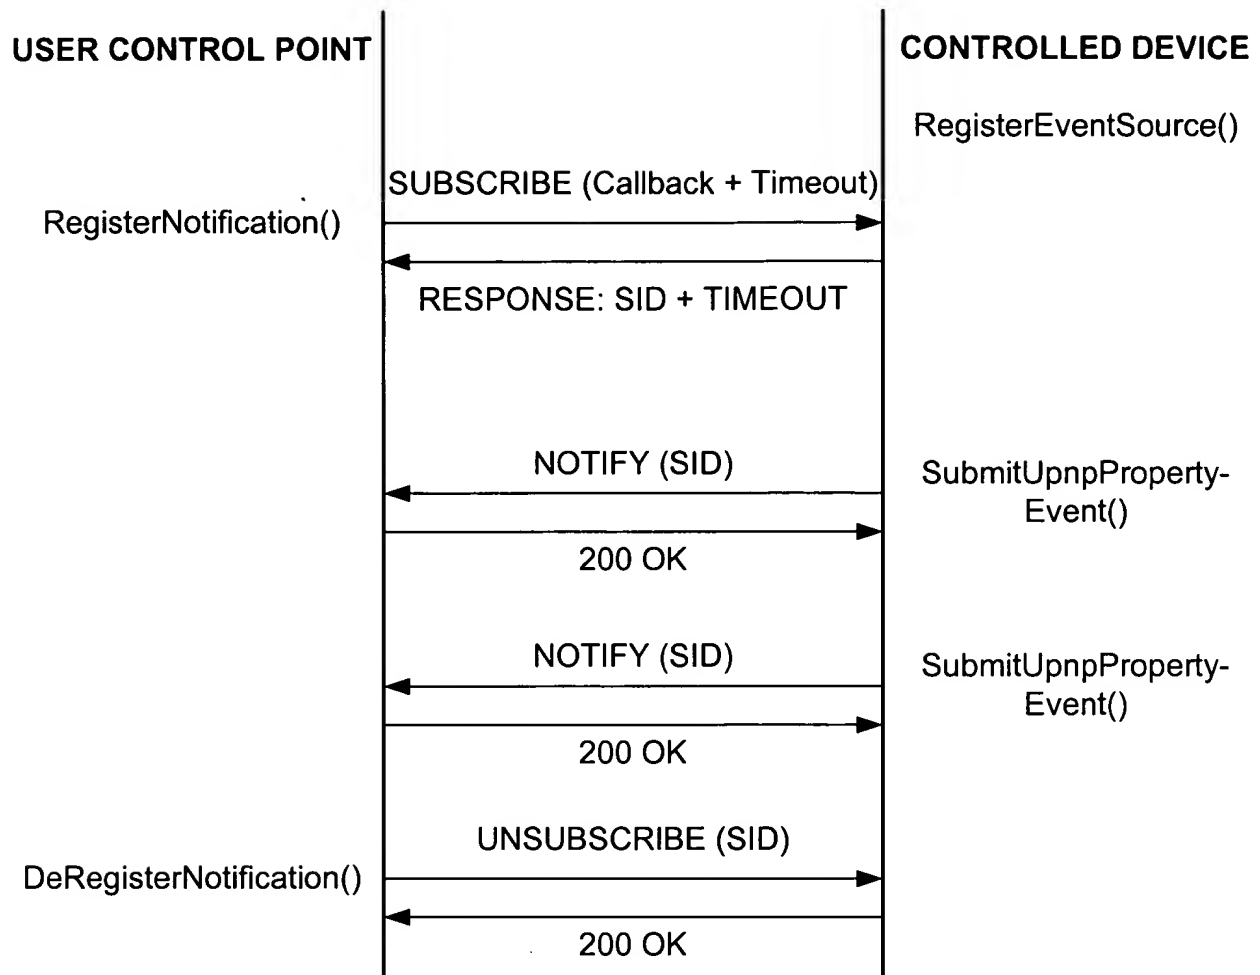 USER CONTROL POINT
CONTROLLED DEVICE
RegisterEventSource()
SUBSCRIBE (Callback + Timeout)
RegisterNotification()
RESPONSE: SID + TIMEOUT
NOTIFY (SID)
SubmitUpnpProperty-
Event()
200 OK
NOTIFY (SID)
SubmitUpnpProperty-
Event()
200 OK
UNSUBSCRIBE (SID)
DeRegisterNotification()
200 OK